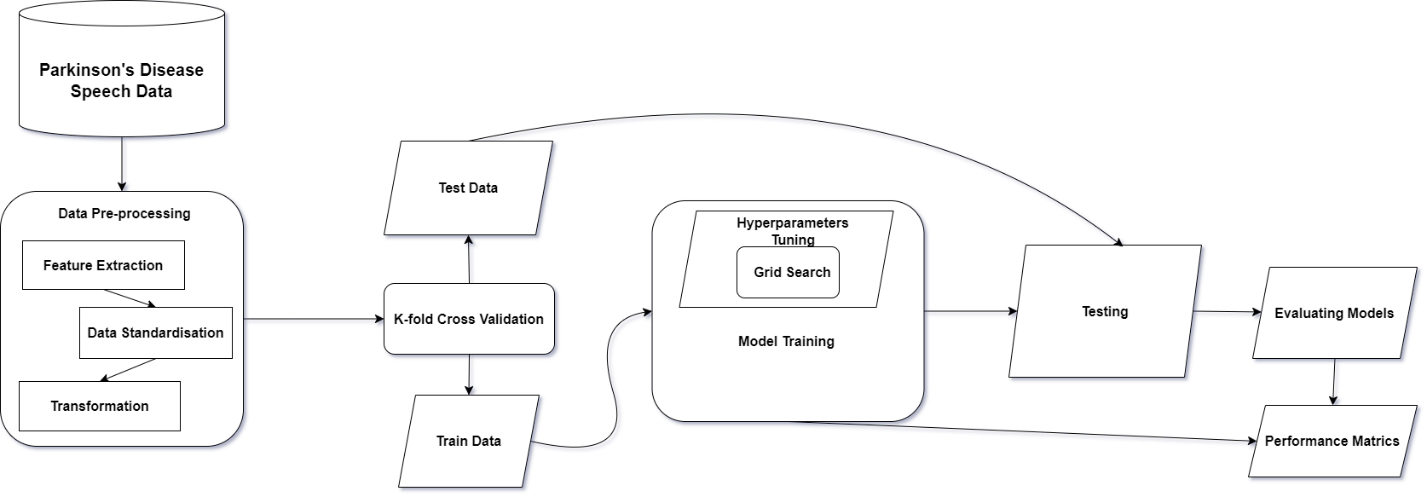 Parkinson's Disease
Speech Data
Data Pre-processing
Feature Extraction
Data Standardisation
Transformation
Test Data
K-fold Cross Validation
Train Data
Hyperparameters
Tuning
Grid Search
Model Training
Testing
Evaluating Models
Performance Matrics